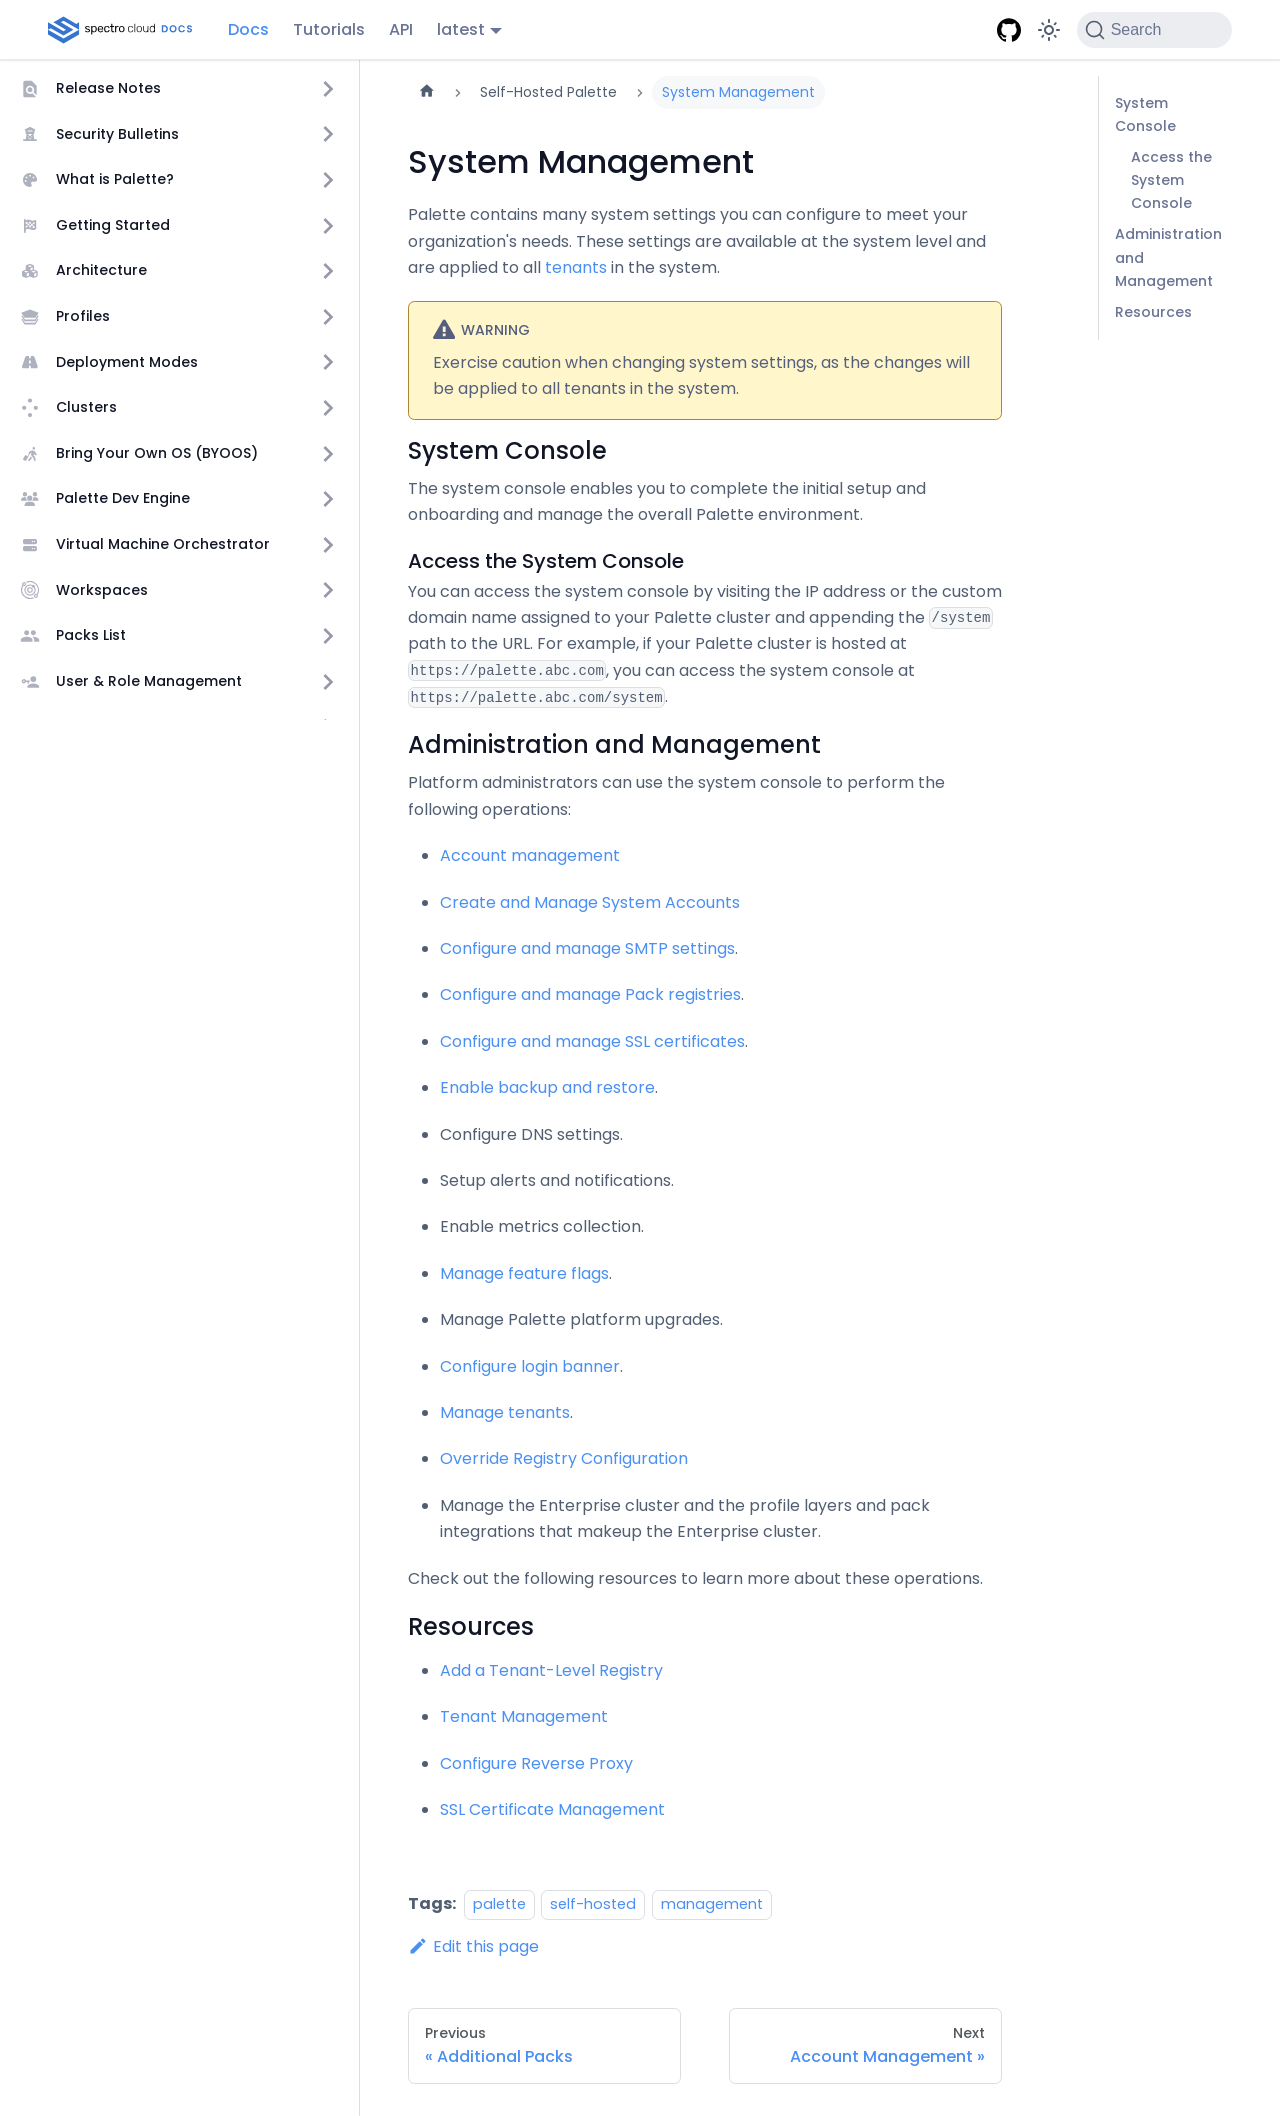 spectro cloud DOCS
Docs
Tutorials
API
latest
Search
Release Notes
Security Bulletins
What is Palette?
Getting Started
Architecture
Profiles
Deployment Modes
Clusters
Bring Your Own OS (BYOOS)
Palette Dev Engine
Virtual Machine Orchestrator
Workspaces
Packs List
User & Role Management
Self-Hosted Palette
System Management
System Management
Palette contains many system settings you can configure to meet your
organization's needs. These settings are available at the system level and
are applied to all tenants in the system.
WARNING
Exercise caution when changing system settings, as the changes will
be applied to all tenants in the system.
System Console
The system console enables you to complete the initial setup and
onboarding and manage the overall Palette environment.
Access the System Console
You can access the system console by visiting the IP address or the custom
domain name assigned to your Palette cluster and appending the /system
path to the URL. For example, if your Palette cluster is hosted at
https://palette.abc.com, you can access the system console at
https://palette.abc.com/system.
Administration and Management
Platform administrators can use the system console to perform the
following operations:
Account management
Create and Manage System Accounts
Configure and manage SMTP settings.
Configure and manage Pack registries.
Configure and manage SSL certificates.
Enable backup and restore.
Configure DNS settings.
Setup alerts and notifications.
Enable metrics collection.
Manage feature flags.
Manage Palette platform upgrades.
Configure login banner.
Manage tenants.
Override Registry Configuration
Manage the Enterprise cluster and the profile layers and pack
integrations that makeup the Enterprise cluster.
Check out the following resources to learn more about these operations.
Resources
Add a Tenant-Level Registry
Tenant Management
Configure Reverse Proxy
SSL Certificate Management
Tags: palette self-hosted management
Edit this page
Previous
« Additional Packs
Next
Account Management »
System
Console
Access the
System
Console
Administration
and
Management
Resources